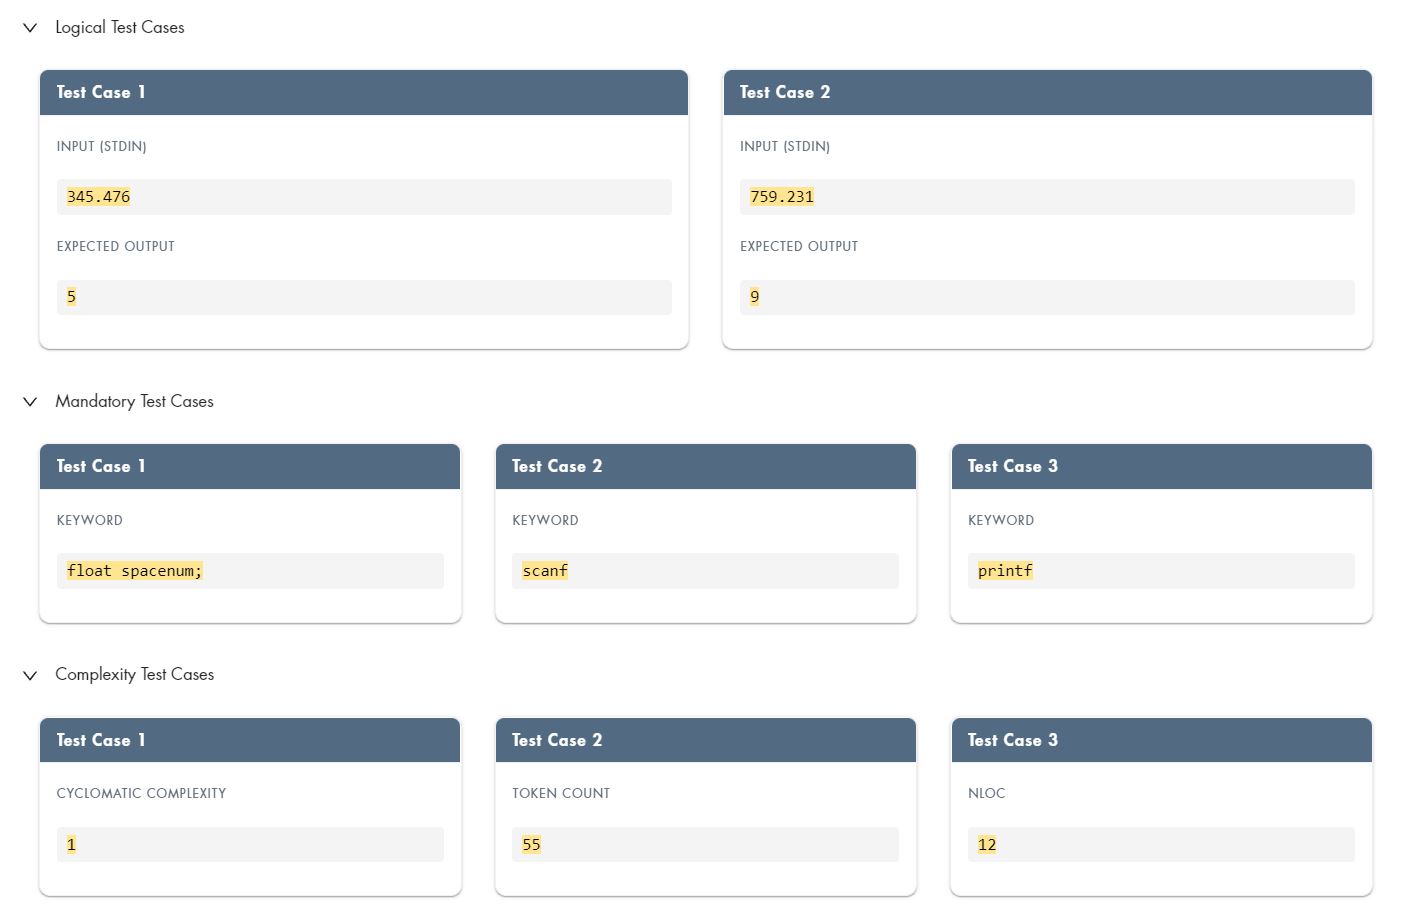 Logical Test Cases
Test Case 1
INPUT (STDIN)
345.476
EXPECTED OUTPUT
5
Test Case 2
INPUT (STDIN)
759.231
EXPECTED OUTPUT
9
Mandatory Test Cases
Test Case 1
KEYWORD
float spacenum;
Test Case 2
KEYWORD
scanf
Test Case 3
KEYWORD
printf
Complexity Test Cases
Test Case 1
CYCLOMATIC COMPLEXITY
1
Test Case 2
TOKEN COUNT
55
Test Case 3
NLOC
12